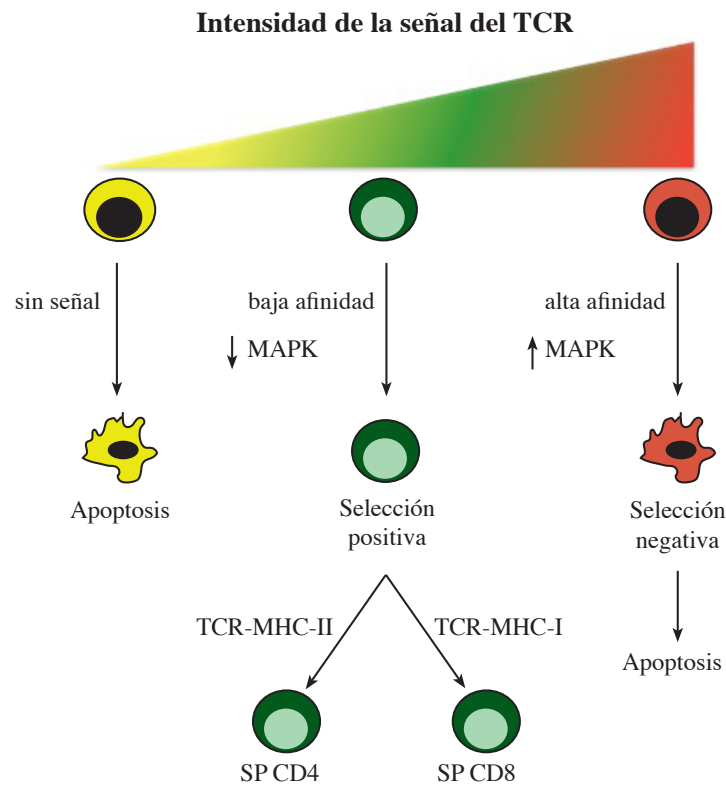 Intensidad de la señal del TCR
sin señal
baja afinidad
alta afinidad
↓ MAPK
↑ MAPK
Apoptosis
Selección
positiva
Selección
negativa
TCR-MHC-II
TCR-MHC-I
Apoptosis
SP CD4
SP CD8